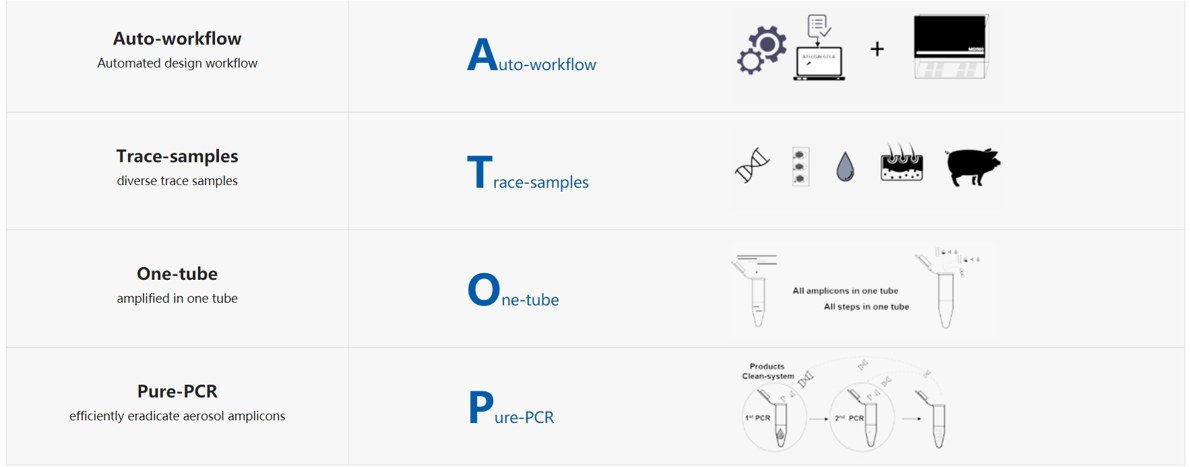 Auto-workflow
Automated design workflow
Auto-workflow
+
Trace-samples
diverse trace samples
Trace-samples
One-tube
amplified in one tube
One-tube
All amplicons in one tube
All steps in one tube
Pure-PCR
efficiently eradicate aerosol amplicons
Pure-PCR
Products
Clean-system
1st PCR
2nd PCR